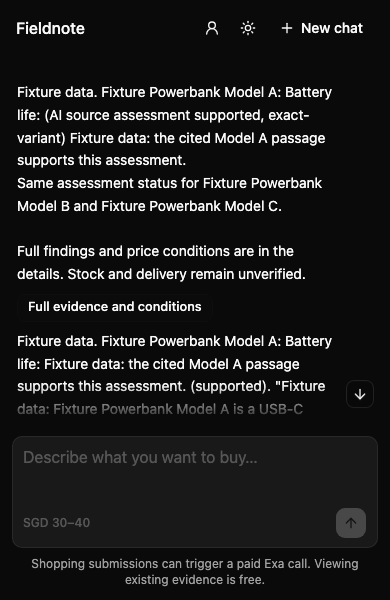 Fieldnote
New chat
Fixture data. Fixture Powerbank Model A: Battery
life: (AI source assessment supported, exact-
variant) Fixture data: the cited Model A passage
supports this assessment.
Same assessment status for Fixture Powerbank
Model B and Fixture Powerbank Model C.
Full findings and price conditions are in the
details. Stock and delivery remain unverified.
Full evidence and conditions
Fixture data. Fixture Powerbank Model A: Battery
life: Fixture data: the cited Model A passage
supports this assessment. (supported). "Fixture
data: Fixture Powerbank Model A is a USB-C
Describe what you want to buy...
SGD 30–40
Shopping submissions can trigger a paid Exa call. Viewing
existing evidence is free.